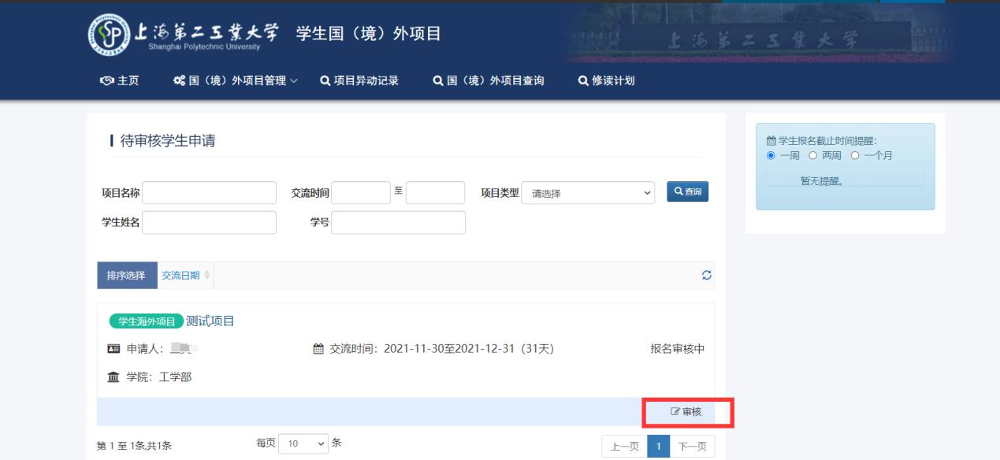 上海第二工业大学
Shanghai Polytechnic University
学生国（境）外项目
上海第二工业大学
主页 国（境）外项目管理 项目异动记录 国（境）外项目查询 修读计划
待审核学生申请
项目名称 交流时间 至 项目类型 请选择 查询
学生姓名 学号
排序选择 交流日期
学生海外项目 测试项目
申请人： 交流时间：2021-11-30至2021-12-31（31天） 报名审核中
学院：工学部
审核
第 1 至 1条,共1条 每页 10 条 上一页 1 下一页
学生报名截止时间提醒：
一周 两周 一个月
暂无提醒。